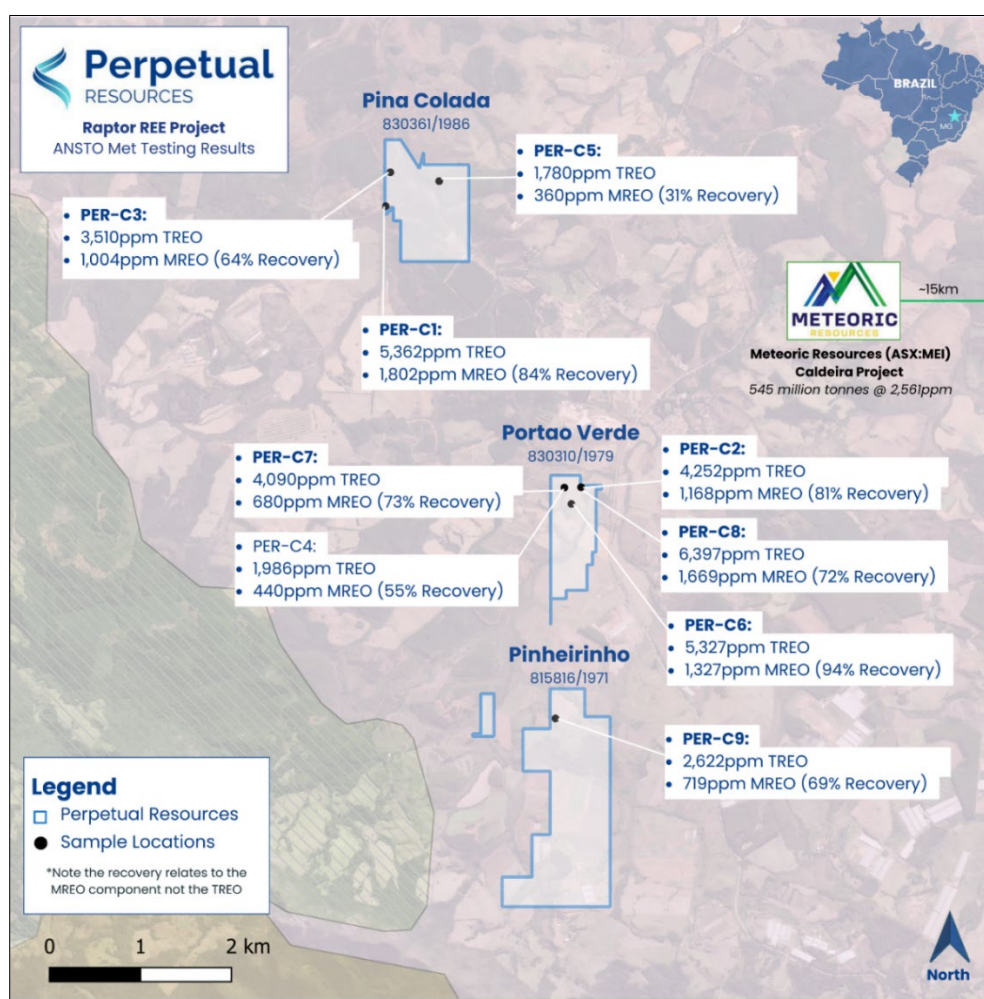 Perpetual
RESOURCES
Raptor REE Project
ANSTO Met Testing Results
BRAZIL
MG
Pina Colada
830361/1986
• PER-C5:
• 1,780ppm TREO
• 360ppm MREO (31% Recovery)
• PER-C3:
• 3,510ppm TREO
• 1,004ppm MREO (64% Recovery)
• PER-C1:
• 5,362ppm TREO
• 1,802ppm MREO (84% Recovery)
METEORIC
RESOURCES
~15km
Meteoric Resources (ASX:MEI)
Caldeira Project
545 million tonnes @ 2,561ppm
Portao Verde
830310/1979
• PER-C7:
• 4,090ppm TREO
• 680ppm MREO (73% Recovery)
• PER-C4:
• 1,986ppm TREO
• 440ppm MREO (55% Recovery)
• PER-C2:
• 4,252ppm TREO
• 1,168ppm MREO (81% Recovery)
• PER-C8:
• 6,397ppm TREO
• 1,669ppm MREO (72% Recovery)
• PER-C6:
• 5,327ppm TREO
• 1,327ppm MREO (94% Recovery)
Pinheirinho
815816/1971
• PER-C9:
• 2,622ppm TREO
• 719ppm MREO (69% Recovery)
Legend
Perpetual Resources
Sample Locations
*Note the recovery relates to the
MREO component not the TREO
0 1 2 km
North